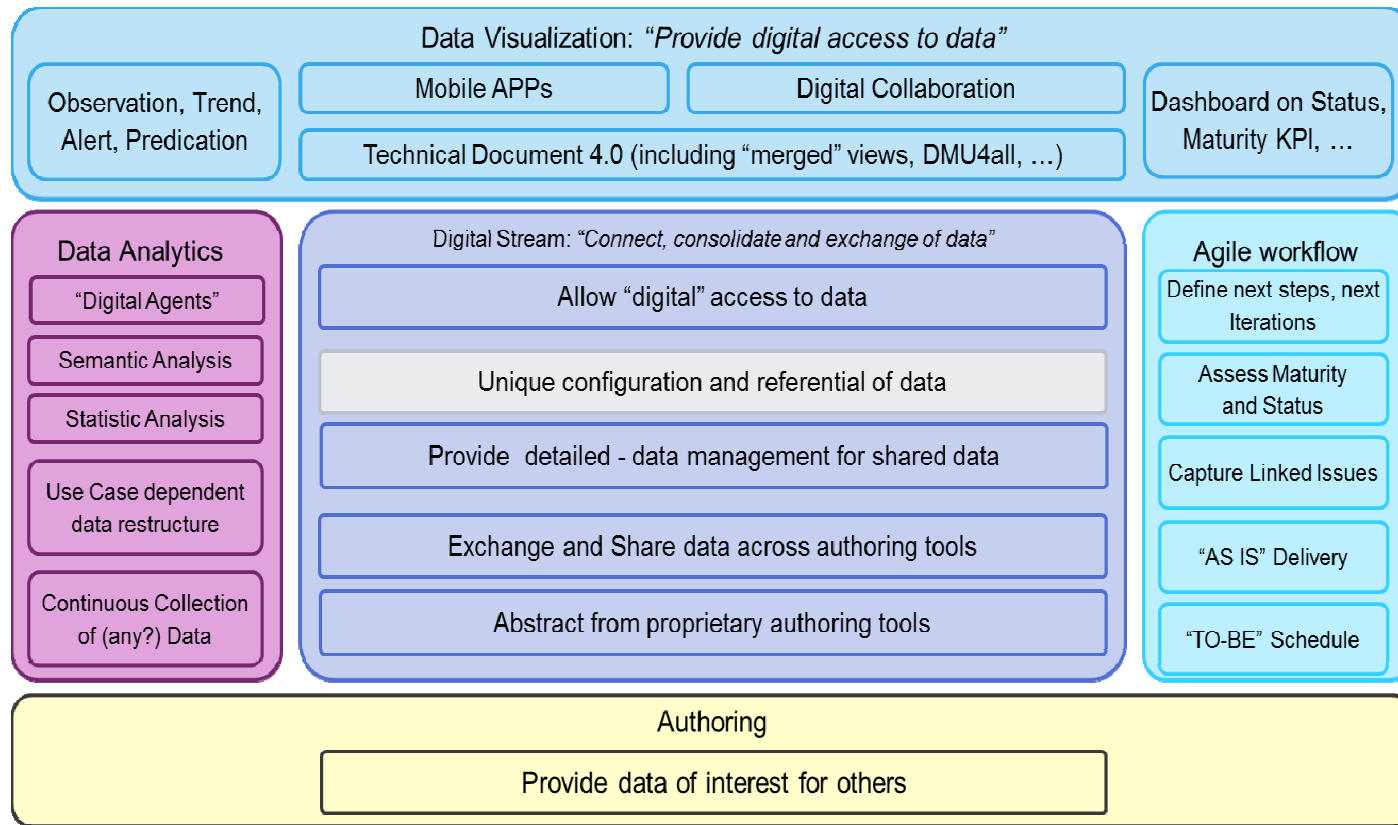 Data Visualization: “Provide digital access to data”
Observation, Trend,
Alert, Predication
Mobile APPs
Digital Collaboration
Technical Document 4.0 (including “merged” views, DMU4all, …)
Dashboard on Status,
Maturity KPI, …
Data Analytics
“Digital Agents”
Semantic Analysis
Statistic Analysis
Use Case dependent
data restructure
Continuous Collection
of (any?) Data
Digital Stream: “Connect, consolidate and exchange of data”
Allow “digital” access to data
Unique configuration and referential of data
Provide detailed - data management for shared data
Exchange and Share data across authoring tools
Abstract from proprietary authoring tools
Agile workflow
Define next steps, next
Iterations
Assess Maturity
and Status
Capture Linked Issues
“AS IS” Delivery
“TO-BE” Schedule
Authoring
Provide data of interest for others